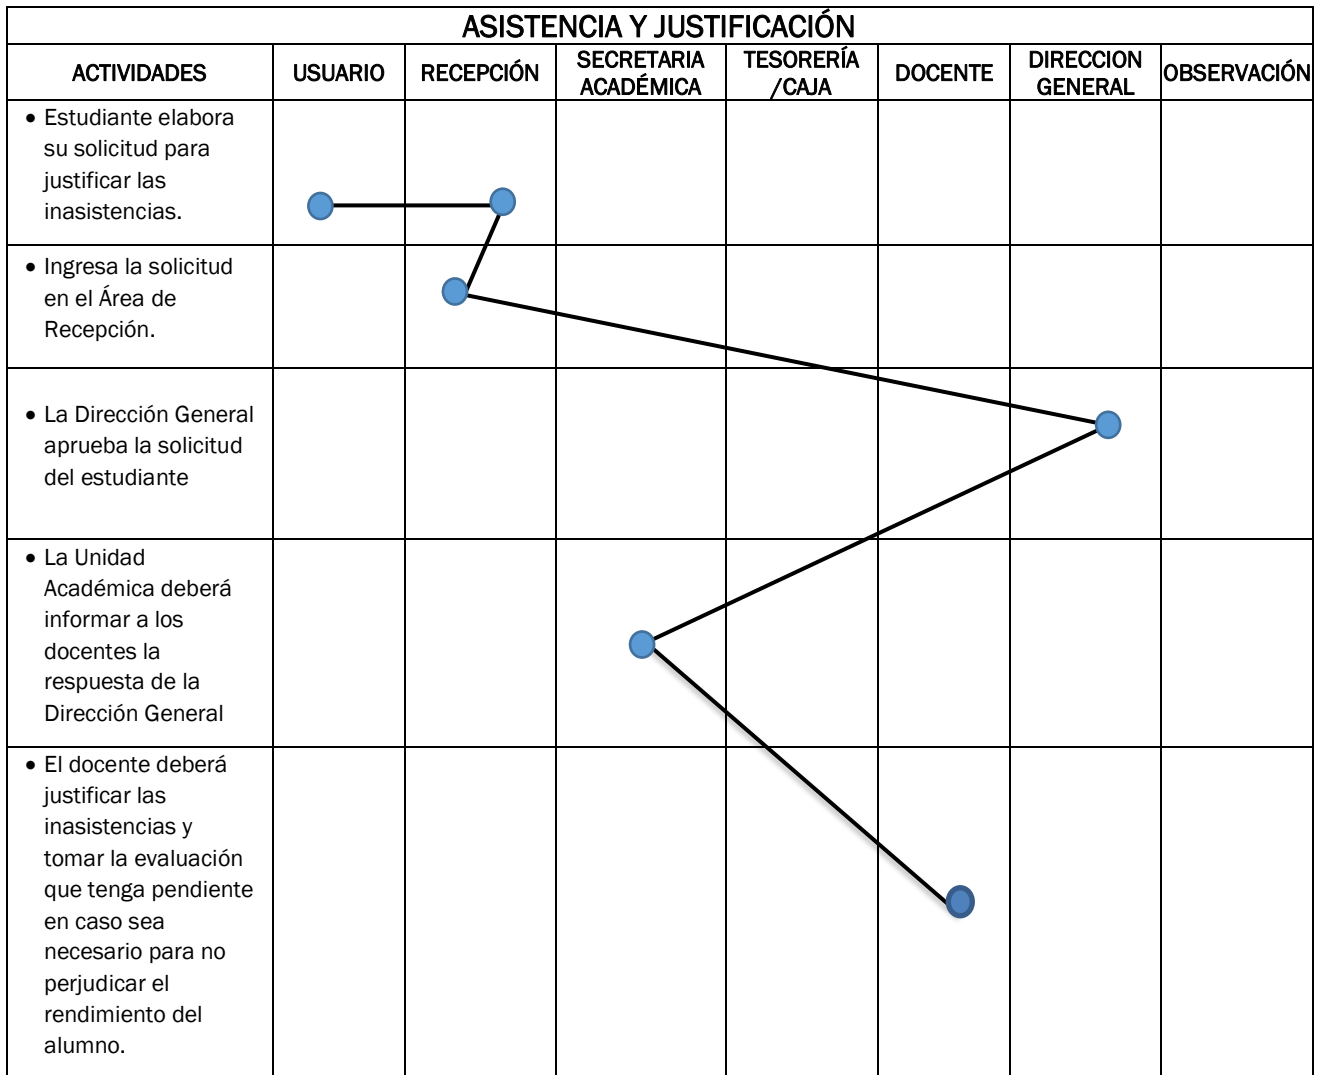 ASISTENCIA Y JUSTIFICACIÓN
ACTIVIDADES
USUARIO
RECEPCIÓN
SECRETARIA
ACADÉMICA
TESORERÍA
/CAJA
DOCENTE
DIRECCION
GENERAL
OBSERVACIÓN
• Estudiante elabora
su solicitud para
justificar las
inasistencias.
• Ingresa la solicitud
en el Área de
Recepción.
• La Dirección General
aprueba la solicitud
del estudiante
• La Unidad
Académica deberá
informar a los
docentes la
respuesta de la
Dirección General
• El docente deberá
justificar las
inasistencias y
tomar la evaluación
que tenga pendiente
en caso sea
necesario para no
perjudicar el
rendimiento del
alumno.